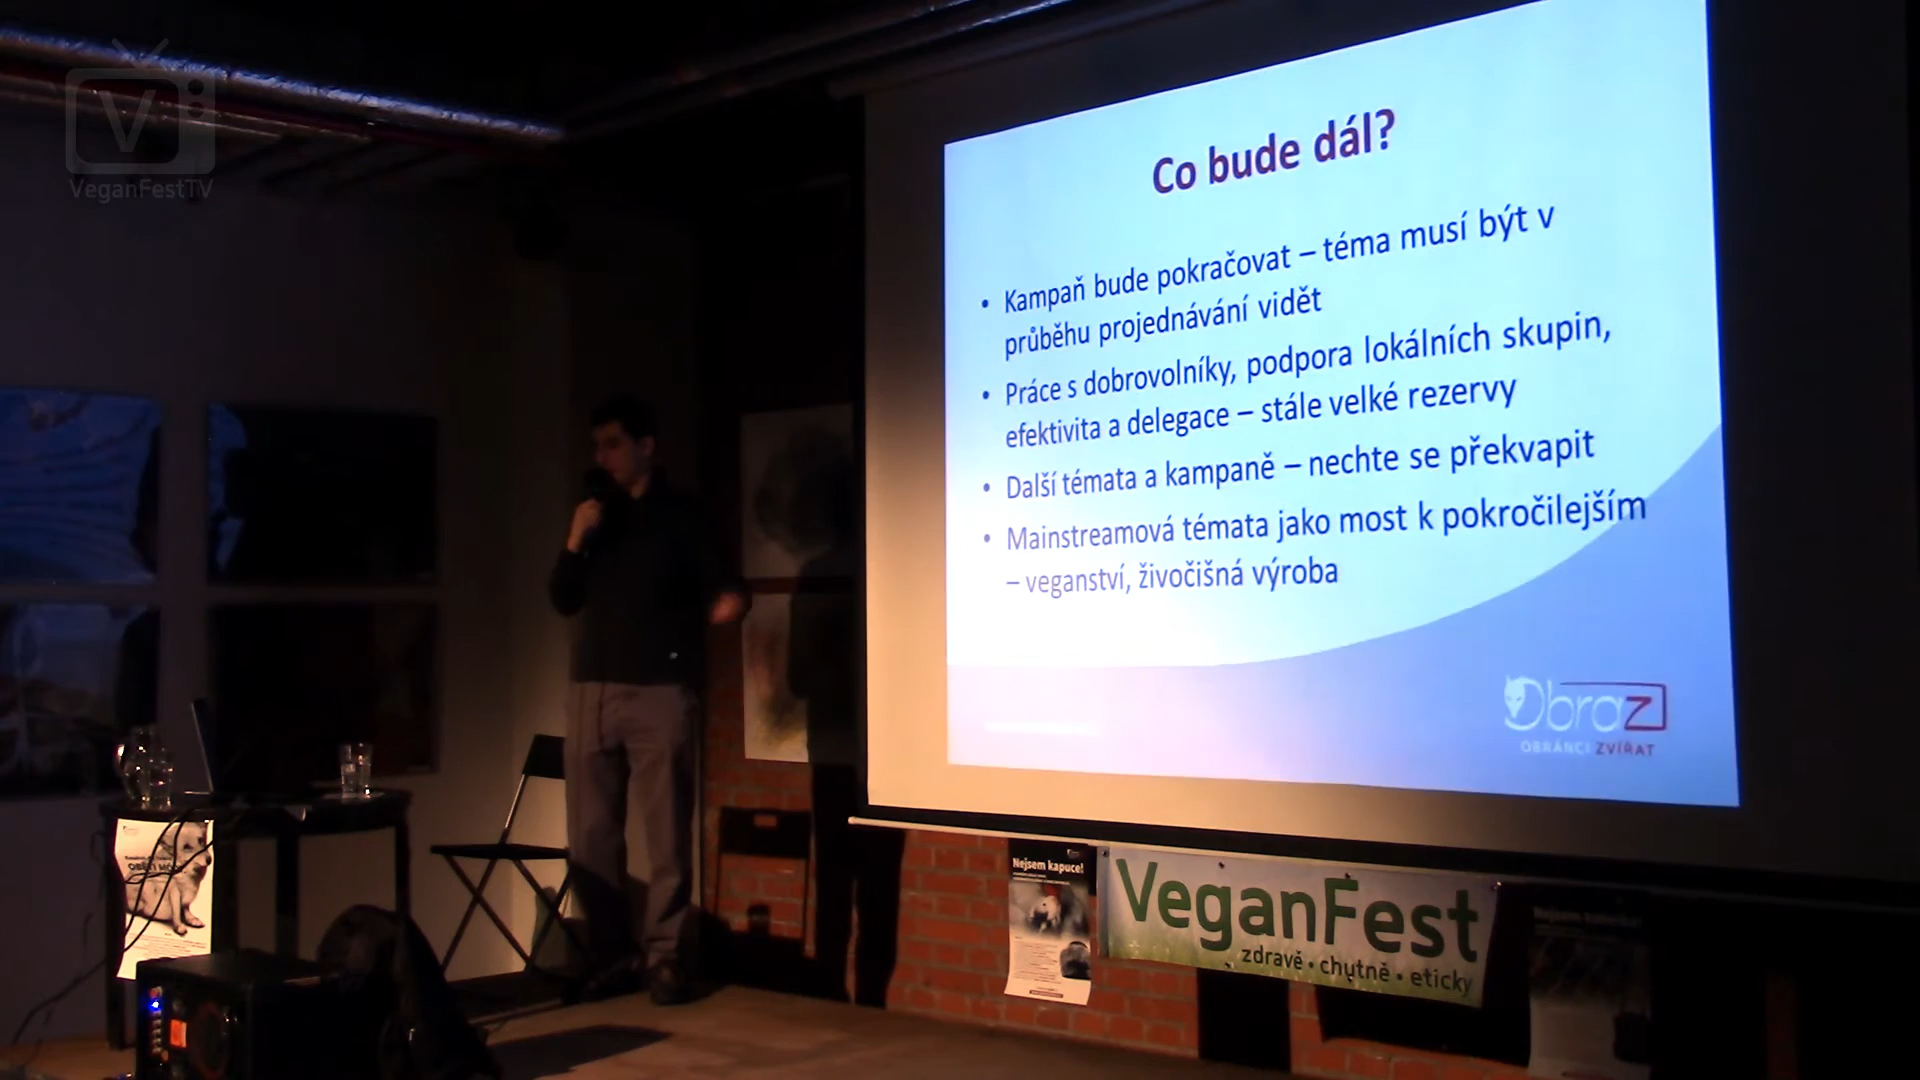 VeganFestTV
Co bude dál?
• Kampaň bude pokračovat – téma musí být v
průběhu projednávání vidět
• Práce s dobrovolníky, podpora lokálních skupin,
efektivita a delegace – stále velké rezervy
• Další témata a kampaně – nechte se překvapit
• Mainstreamová témata jako most k pokročilejším
– veganství, živočišná výroba
Obraz
OBRÁNCI ZVÍŘAT
Nejsem kapuce!
VeganFest
zdravě • chutně • eticky